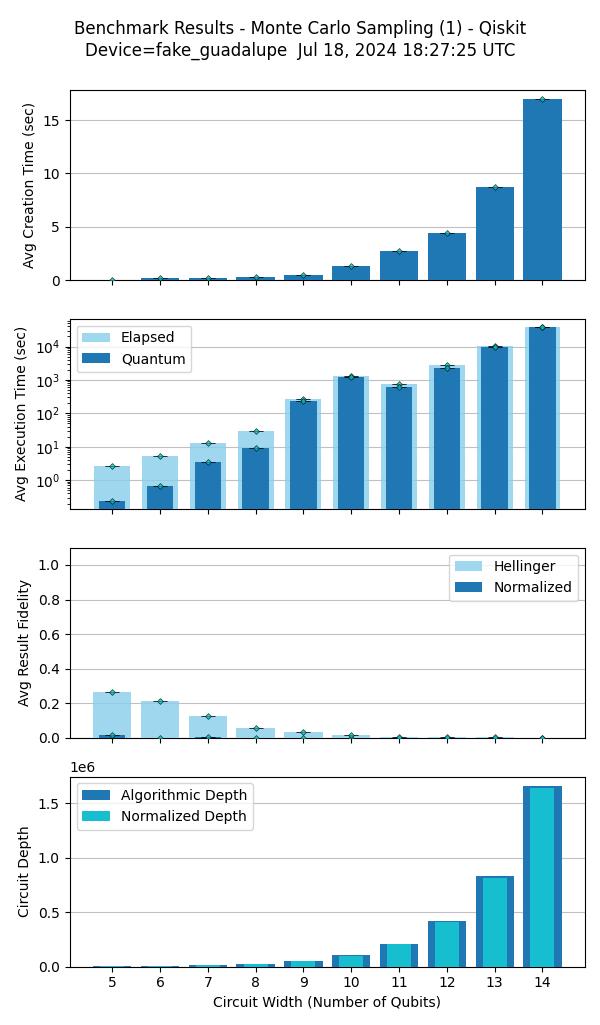 Benchmark Results - Monte Carlo Sampling (1) - Qiskit
Device=fake_guadalupe  Jul 18, 2024 18:27:25 UTC
Avg Creation Time (sec)
15
10
5
0
Avg Execution Time (sec)
Elapsed
Quantum
10⁴
10³
10²
10¹
10⁰
Avg Result Fidelity
Hellinger
Normalized
1.0
0.8
0.6
0.4
0.2
0.0
1e6
Circuit Depth
Algorithmic Depth
Normalized Depth
1.5
1.0
0.5
0.0
5 6 7 8 9 10 11 12 13 14
Circuit Width (Number of Qubits)